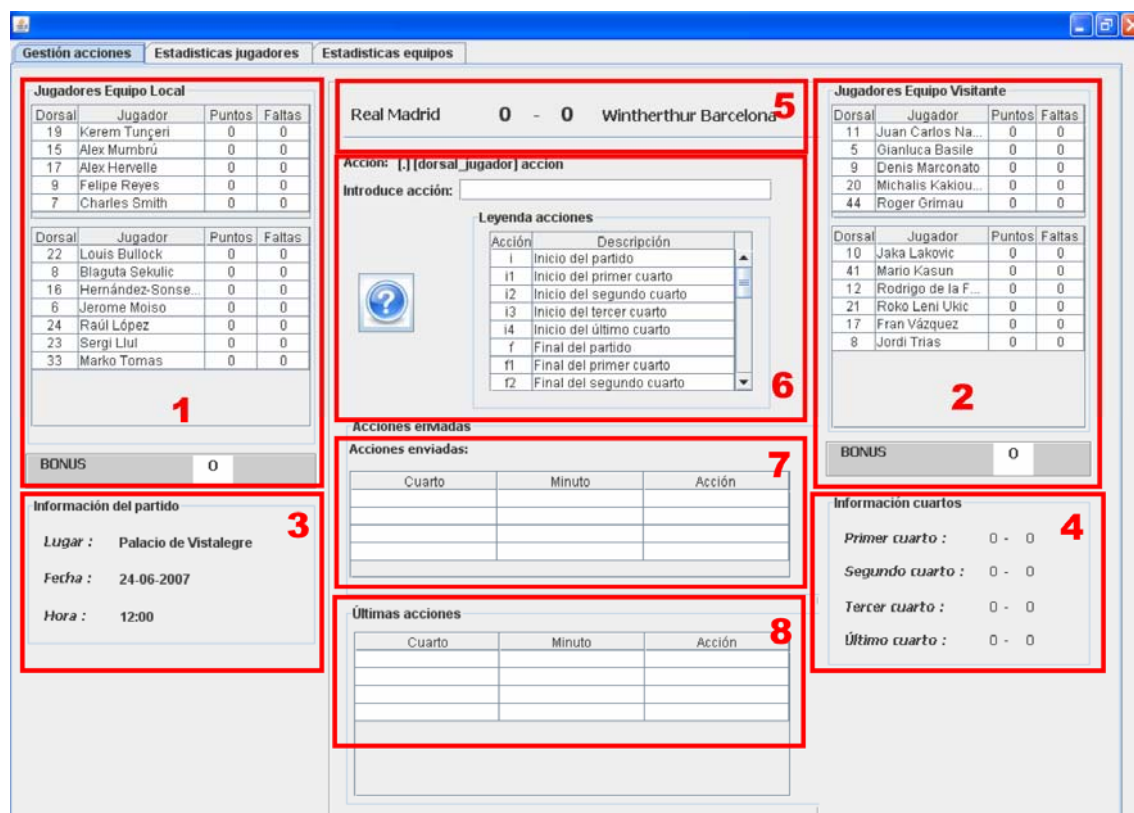 Gestión acciones Estadisticas jugadores Estadisticas equipos
Jugadores Equipo Local
Dorsal Jugador Puntos Faltas
19 Kerem Tunçeri 0 0
15 Alex Mumbrú 0 0
17 Alex Hervelle 0 0
9 Felipe Reyes 0 0
7 Charles Smith 0 0
Dorsal Jugador Puntos Faltas
22 Louis Bullock 0 0
8 Blaguta Sekulic 0 0
16 Hernández-Sonse... 0 0
6 Jerome Moiso 0 0
24 Raúl López 0 0
23 Sergi Llul 0 0
33 Marko Tomas 0 0
1
BONUS 0
Información del partido
3
Lugar : Palacio de Vistalegre
Fecha : 24-06-2007
Hora : 12:00
Real Madrid 0 - 0 Wintherthur Barcelona
5
Acción: [.] [dorsal_jugador] accion
Introduce acción:
Leyenda acciones
Acción Descripción
i Inicio del partido
i1 Inicio del primer cuarto
i2 Inicio del segundo cuarto
i3 Inicio del tercer cuarto
i4 Inicio del último cuarto
f Final del partido
f1 Final del primer cuarto
f2 Final del segundo cuarto
?
6
Acciones enviadas
Acciones enviadas:
7
Cuarto Minuto Acción
Últimas acciones
8
Cuarto Minuto Acción
Jugadores Equipo Visitante
Dorsal Jugador Puntos Faltas
11 Juan Carlos Na... 0 0
5 Gianluca Basile 0 0
9 Denis Marconato 0 0
20 Michalis Kakiou... 0 0
44 Roger Grimau 0 0
Dorsal Jugador Puntos Faltas
10 Jaka Lakovic 0 0
41 Mario Kasun 0 0
12 Rodrigo de la F... 0 0
21 Roko Leni Ukic 0 0
17 Fran Vázquez 0 0
8 Jordi Trias 0 0
2
BONUS 0
Información cuartos
4
Primer cuarto : 0 - 0
Segundo cuarto : 0 - 0
Tercer cuarto : 0 - 0
Último cuarto : 0 - 0